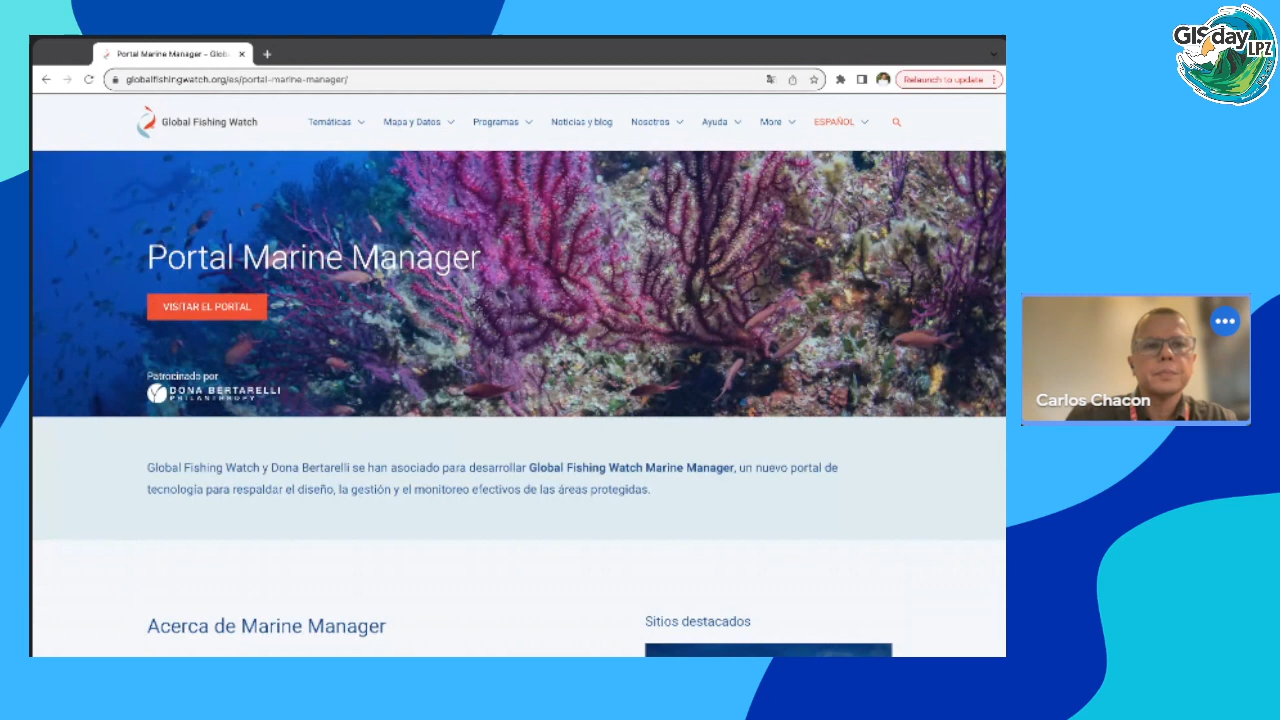 GISday
LPZ
Portal Marine Manager – Glob
globalfishingwatch.org/es/portal-marine-manager/
Relaunch to update
Global Fishing Watch
Temáticas
Mapa y Datos
Programas
Noticias y blog
Nosotros
Ayuda
More
ESPAÑOL
Portal Marine Manager
VISITAR EL PORTAL
Patrocinado por
DONA BERTARELLI
PHILANTHROPY
Carlos Chacon
Global Fishing Watch y Dona Bertarelli se han asociado para desarrollar Global Fishing Watch Marine Manager, un nuevo portal de
tecnología para respaldar el diseño, la gestión y el monitoreo efectivos de las áreas protegidas.
Acerca de Marine Manager
Sitios destacados